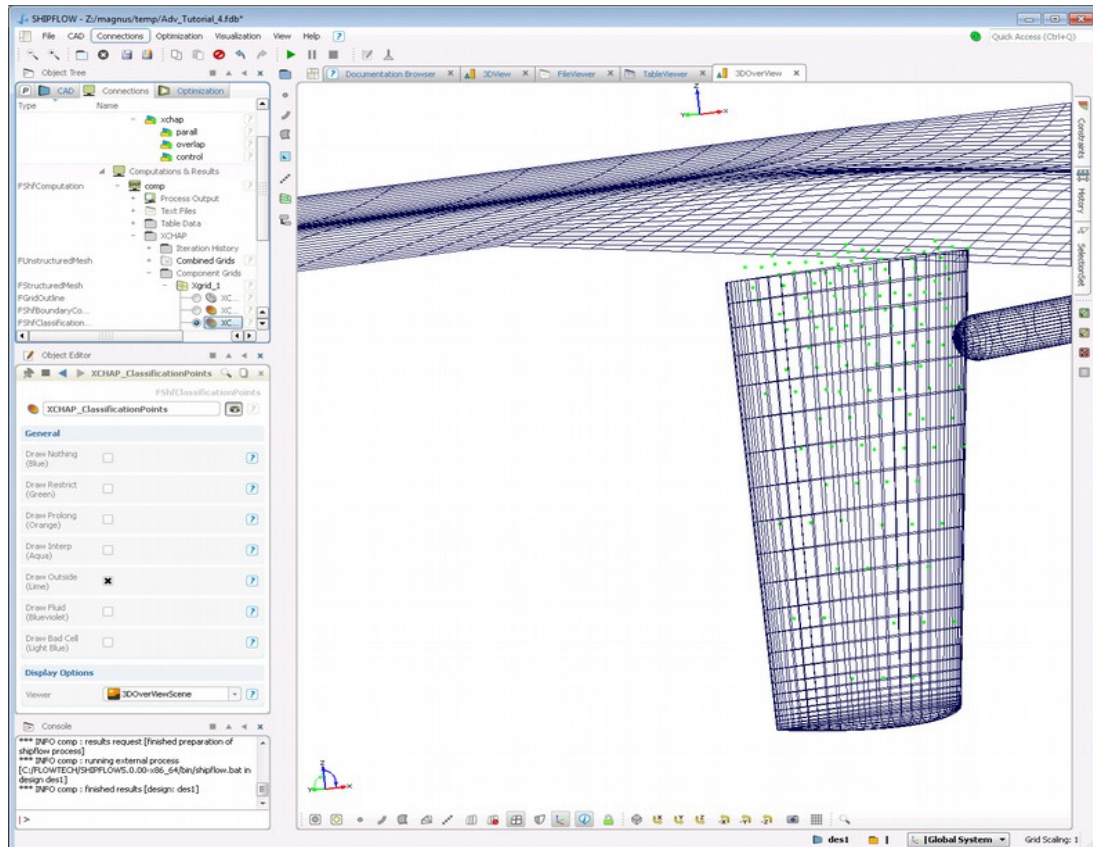 SHIPFLOW - Z:/magnus/temp/Adv_Tutorial_4.fdb*
File CAD Connections Optimization Visualization View Help ?
Quick Access (Ctrl+Q)
Object Tree
Documentation Browser 3DView FileViewer TableViewer 3DOverView
P CAD Connections Optimization
Type Name
xchap
parall
overlap
control
Computations & Results
FShfComputation comp
Process Output
Text Files
Table Data
XCHAP
Iteration History
FUnstructuredMesh Combined Grids
Component Grids
FStructuredMesh Xgrid_1
FGridOutline XC...
FShfBoundaryCo... XC...
FShfClassification... XC...
Constraints
History
SelectionSet
Object Editor
XCHAP_ClassificationPoints
FShfClassificationPoints
XCHAP_ClassificationPoints
General
Draw Nothing
(Blue)
Draw Restrict
(Green)
Draw Prolong
(Orange)
Draw Interp
(Aqua)
Draw Outside
(Lime)
Draw Fluid
(Blueviolet)
Draw Bad Cell
(Light Blue)
Display Options
Viewer 3DOverViewScene
Console
*** INFO comp : results request [finished preparation of
shipflow process]
*** INFO comp : running external process
[C:/FLOWTECH/SHIPFLOW5.0.00-x86_64/bin/shipflow.bat in
design des1]
*** INFO comp : finished results [design: des1]
|>
Z
Y
X
Z
Y
X
des1 | |Global System Grid Scaling: 1